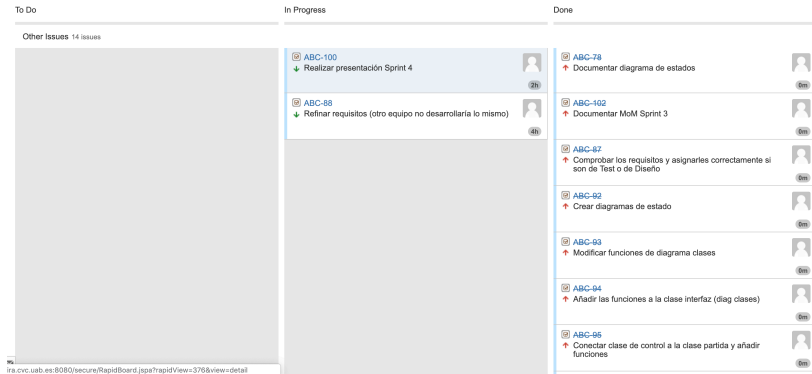 To Do
In Progress
Done
Other Issues 14 issues
ABC-100
Realizar presentación Sprint 4
2h
ABC-88
Refinar requisitos (otro equipo no desarrollaría lo mismo)
4h
ABC-78
Documentar diagrama de estados
0m
ABC-102
Documentar MoM Sprint 3
0m
ABC-87
Comprobar los requisitos y asignarles correctamente si
son de Test o de Diseño
0m
ABC-92
Crear diagramas de estado
0m
ABC-93
Modificar funciones de diagrama clases
0m
ABC-94
Añadir las funciones a la clase interfaz (diag clases)
0m
ABC-95
Conectar clase de control a la clase partida y añadir
funciones
0m
ira.cvc.uab.es:8080/secure/RapidBoard.jspa?rapidView=376&view=detail